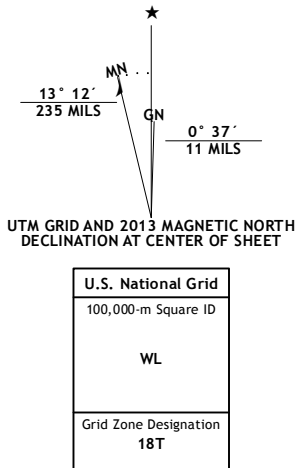 ★
MN
13° 12´
235 MILS
GN
0° 37´
11 MILS
UTM GRID AND 2013 MAGNETIC NORTH
DECLINATION AT CENTER OF SHEET
U.S. National Grid
100,000-m Square ID
WL
Grid Zone Designation
18T